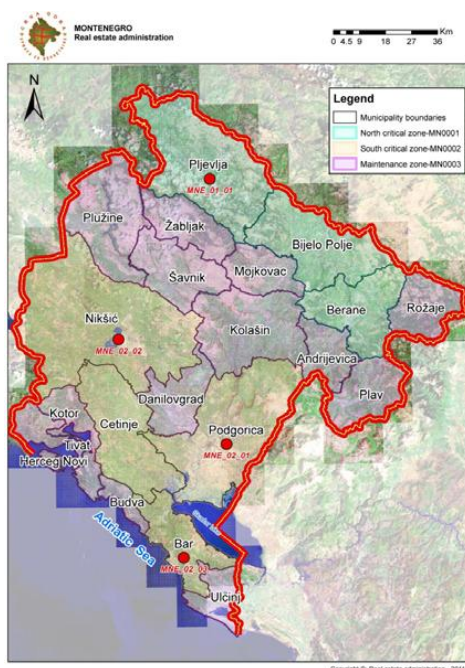 MONTENEGRO
Real estate administration
Km
0 4.5 9 18 27 36
N
Legend
Municipality boundaries
North critical zone-MN0001
South critical zone-MN0002
Maintenance zone-MN0003
Pljevlja
MNE_01-01
Plužine
Žabljak
Bijelo Polje
Šavnik
Mojkovac
Berane
Rožaje
Nikšić
MNE_02_02
Kolašin
Andrijevica
Plav
Danilovgrad
Kotor
Cetinje
Podgorica
MNE_02_01
Tivat
Herceg Novi
Budva
Adriatic Sea
Bar
MNE_02_03
Ulcinj